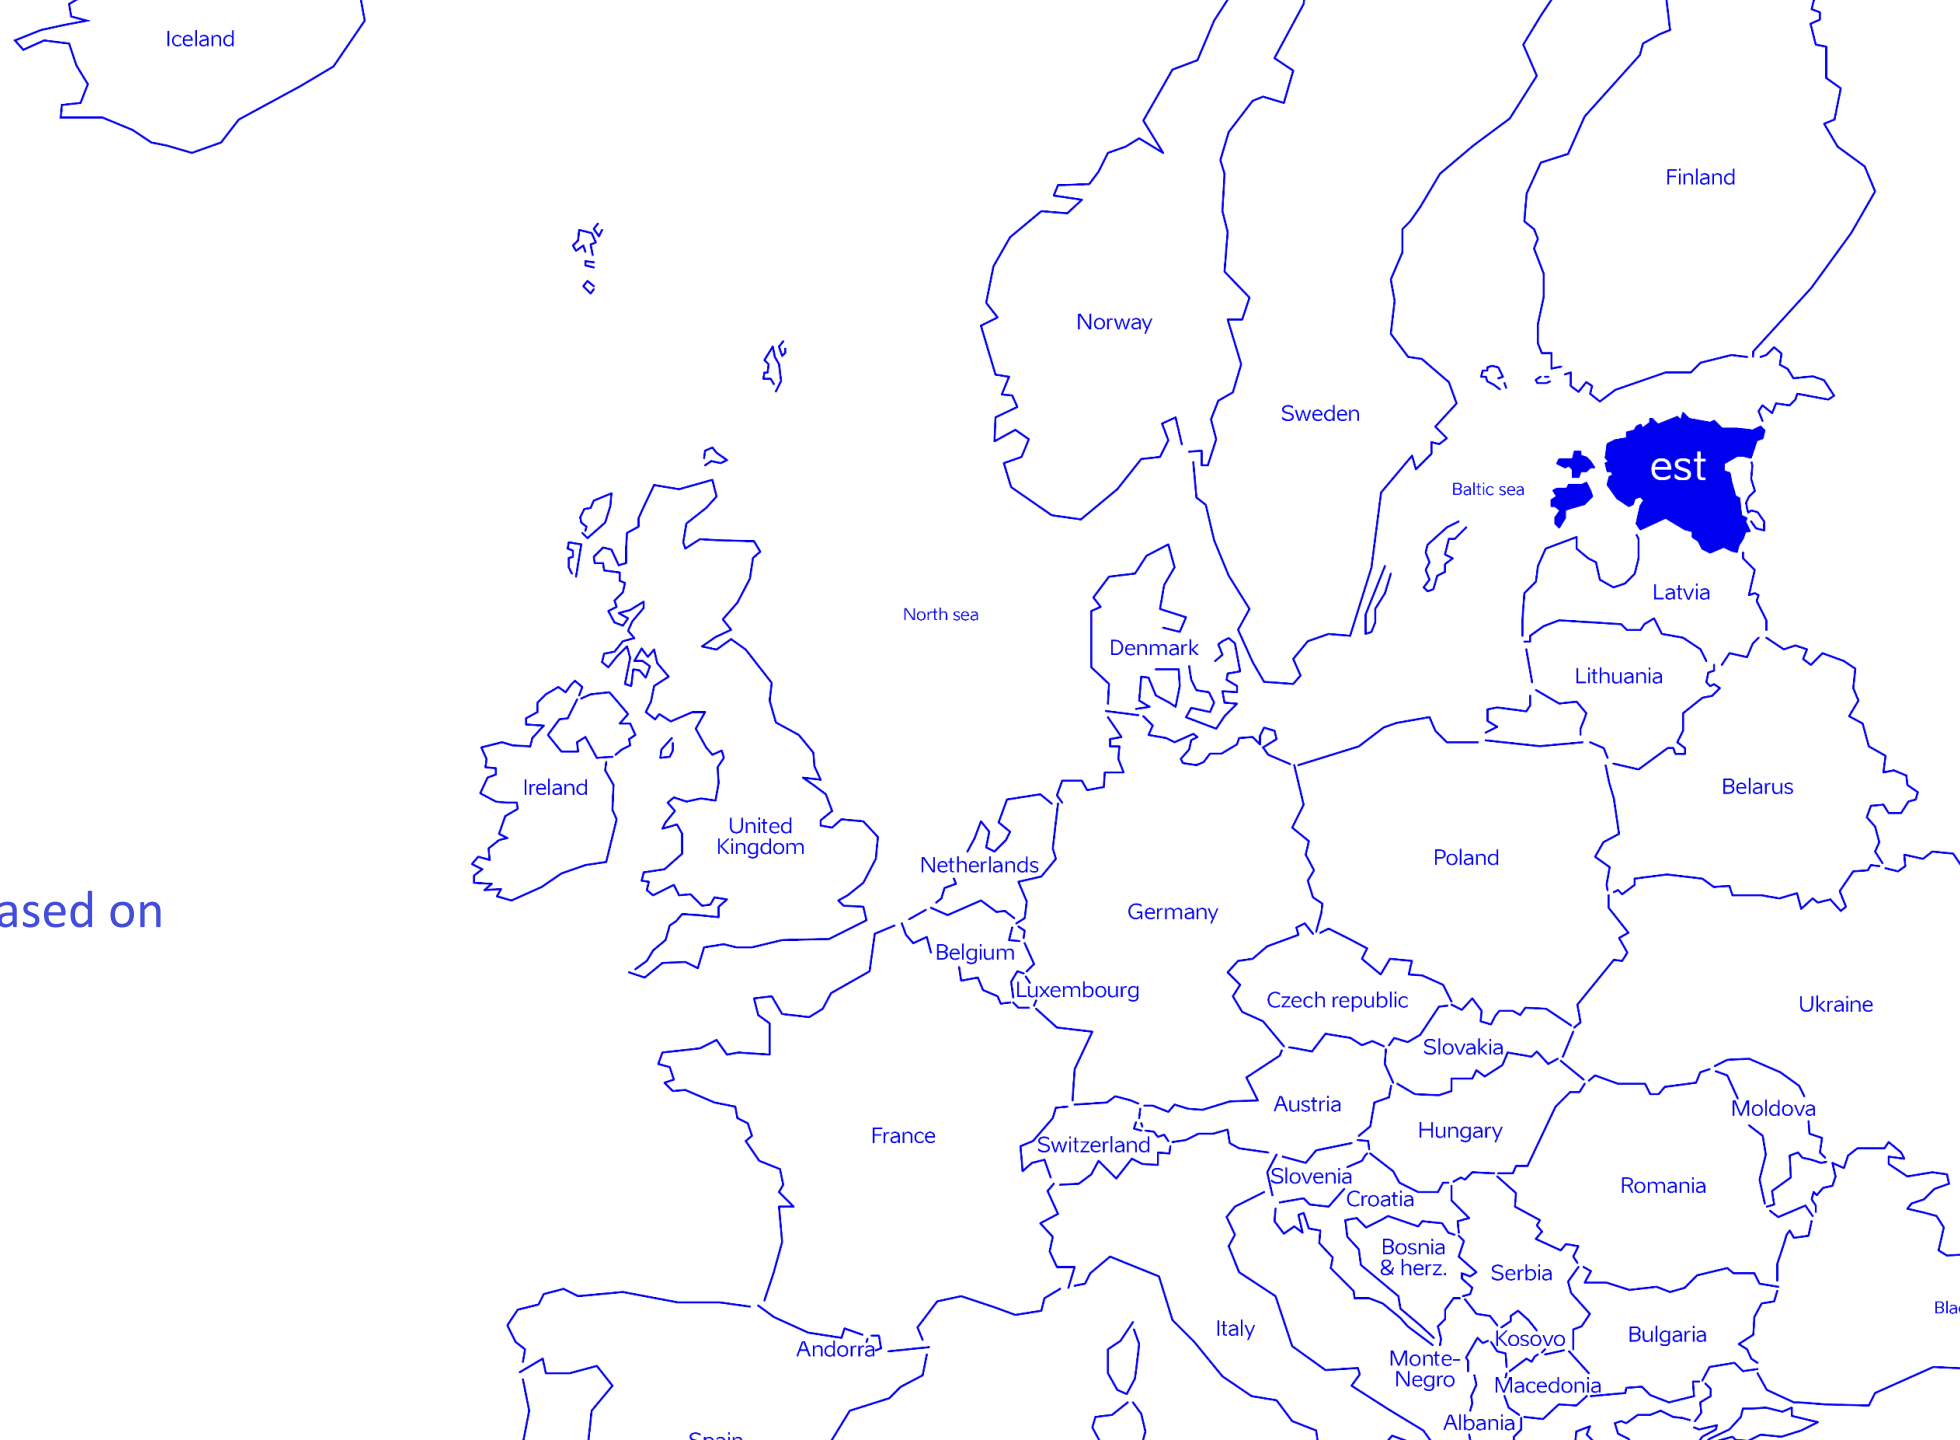 Iceland
Finland
Norway
Sweden
est
Baltic sea
Latvia
North sea
Denmark
Lithuania
Ireland
Belarus
United
Kingdom
Poland
Netherlands
Germany
ased on
Belgium
Luxembourg
Czech republic
Ukraine
Slovakia
Austria
Moldova
France
Hungary
Switzerland
Slovenia
Romania
Croatia
Bosnia
& herz.
Serbia
Italy
Bulgaria
Kosovo
Andorra
Monte-
Negro
Macedonia
Albania